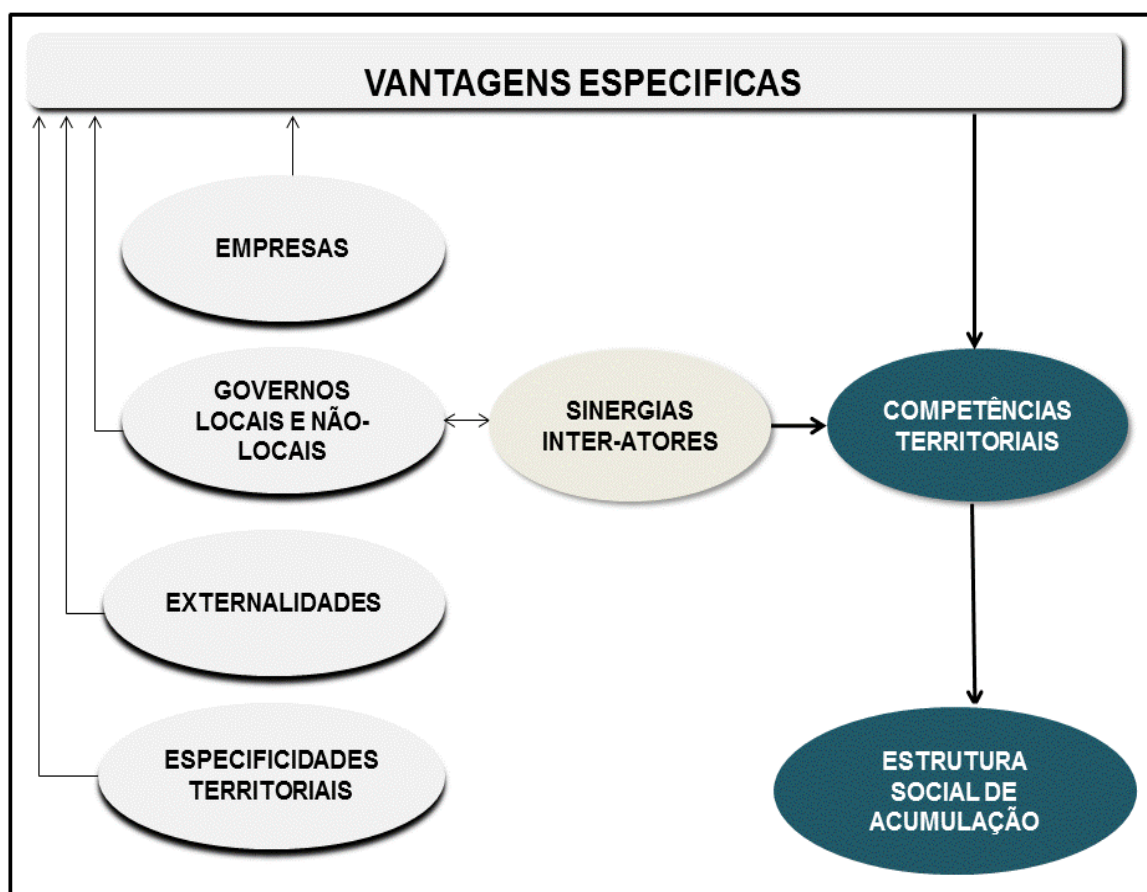 VANTAGENS ESPECIFICAS
EMPRESAS
GOVERNOS
LOCAIS E NÃO-
LOCAIS
SINERGIAS
INTER-ATORES
COMPETÊNCIAS
TERRITORIAIS
EXTERNALIDADES
ESPECIFICIDADES
TERRITORIAIS
ESTRUTURA
SOCIAL DE
ACUMULAÇÃO